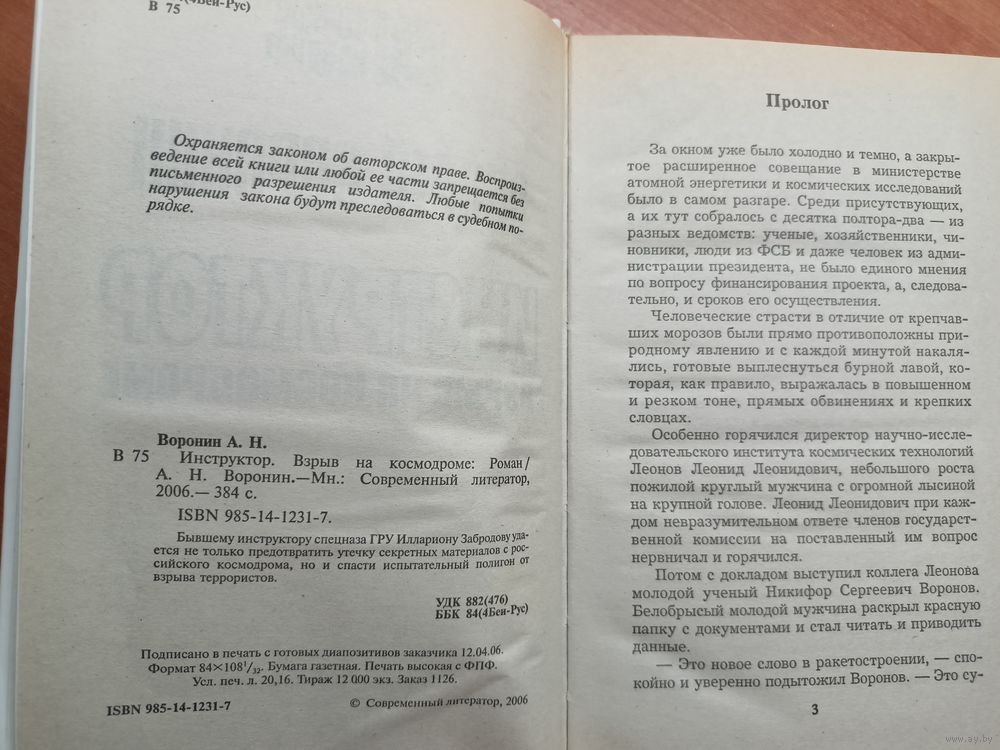 (4Беи-Рус)
В 75
Охраняется законом об авторском праве. Воспроиз-
ведение всей книги или любой ее части запрещается без
письменного разрешения издателя. Любые попытки
нарушения закона будут преследоваться в судебном по-
рядке.
Воронин А. Н.
В 75 Инструктор. Взрыв на космодроме: Роман/
А. Н. Воронин.—Мн.: Современный литератор,
2006.— 384 с.
ISBN 985-14-1231-7.
Бывшему инструктору спецназа ГРУ Иллариону Забродову уда-
ется не только предотвратить утечку секретных материалов с рос-
сийского космодрома, но и спасти испытательный полигон от
взрыва террористов.
УДК 882(476)
ББК 84(4Беи-Рус)
Подписано в печать с готовых диапозитивов заказчика 12.04.06.
Формат 84×108¹/₃₂. Бумага газетная. Печать высокая с ФПФ.
Усл. печ. л. 20,16. Тираж 12 000 экз. Заказ 1126.
ISBN 985-14-1231-7
© Современный литератор, 2006
Пролог
За окном уже было холодно и темно, а закры-
тое расширенное совещание в министерстве
атомной энергетики и космических исследований
было в самом разгаре. Среди присутствующих,
а их тут собралось с десятка полтора-два — из
разных ведомств: ученые, хозяйственники, чи-
новники, люди из ФСБ и даже человек из адми-
нистрации президента, не было единого мнения
по вопросу финансирования проекта, а, следова-
тельно, и сроков его осуществления.
Человеческие страсти в отличие от крепчав-
ших морозов были прямо противоположны при-
родному явлению и с каждой минутой накаля-
лись, готовые выплеснуться бурной лавой, ко-
торая, как правило, выражалась в повышенном
и резком тоне, прямых обвинениях и крепких
словцах.
Особенно горячился директор научно-иссле-
довательского института космических технологий
Леонов Леонид Леонидович, небольшого роста
пожилой круглый мужчина с огромной лысиной
на крупной голове. Леонид Леонидович при каж-
дом невразумительном ответе членов государст-
венной комиссии на поставленный им вопрос
нервничал и горячился.
Потом с докладом выступил коллега Леонова
молодой ученый Никифор Сергеевич Воронов.
Белобрысый молодой мужчина раскрыл красную
папку с документами и стал читать и приводить
данные.
— Это новое слово в ракетостроении, — спо-
койно и уверенно подытожил Воронов. — Это су-
3
www.ay.by